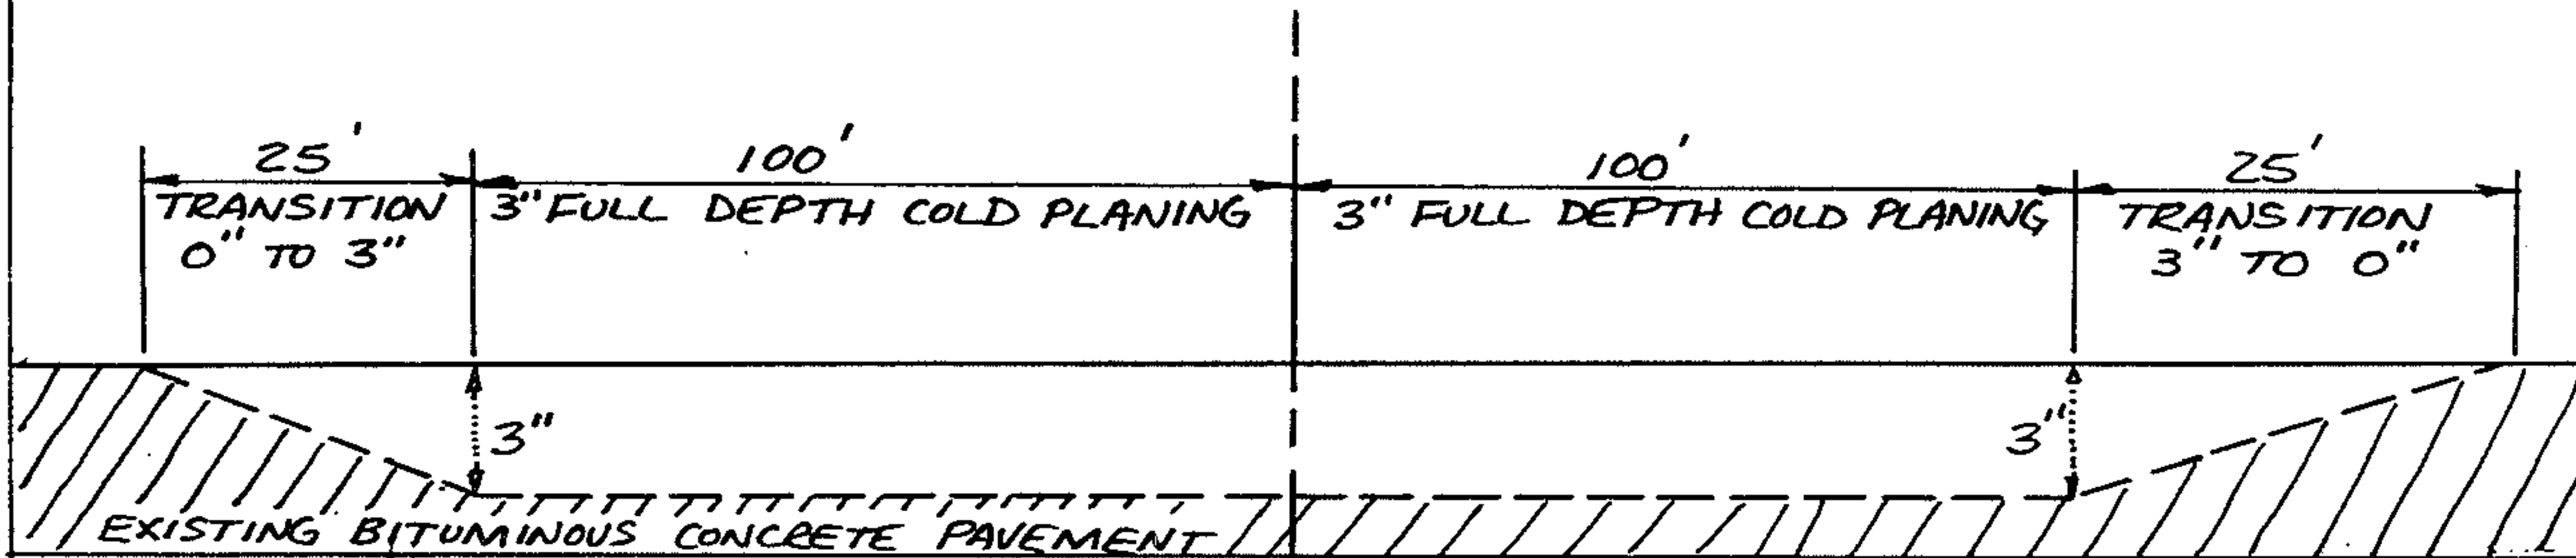 25'
TRANSITION
0" TO 3"
100'
3" FULL DEPTH COLD PLANING
100'
3" FULL DEPTH COLD PLANING
25'
TRANSITION
3" TO 0"
3"
3"
EXISTING BITUMINOUS CONCRETE PAVEMENT